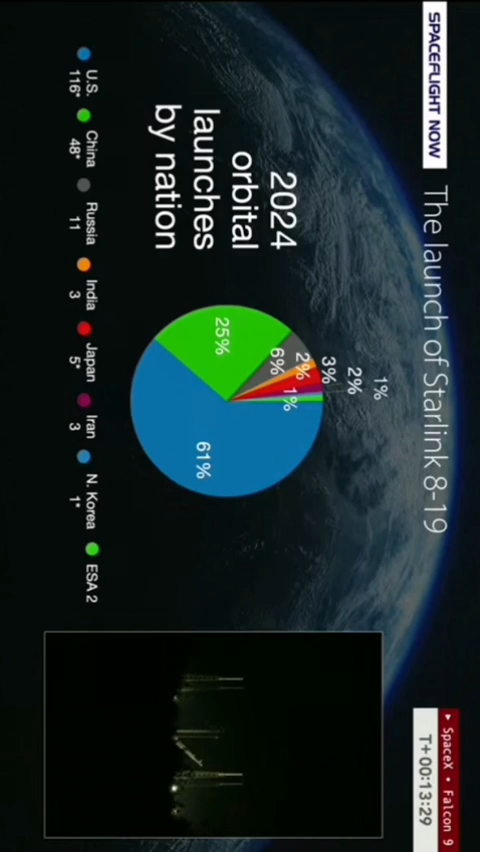 SPACEFLIGHT NOW
The launch of Starlink 8-19
▸ SpaceX • Falcon 9
T+00:13:29
2024
orbital
launches
by nation
1%
2%
3%
2%
6%
1%
25%
61%
U.S. China Russia India Japan Iran N. Korea ESA 2
116* 48* 11 3 5* 3 1*